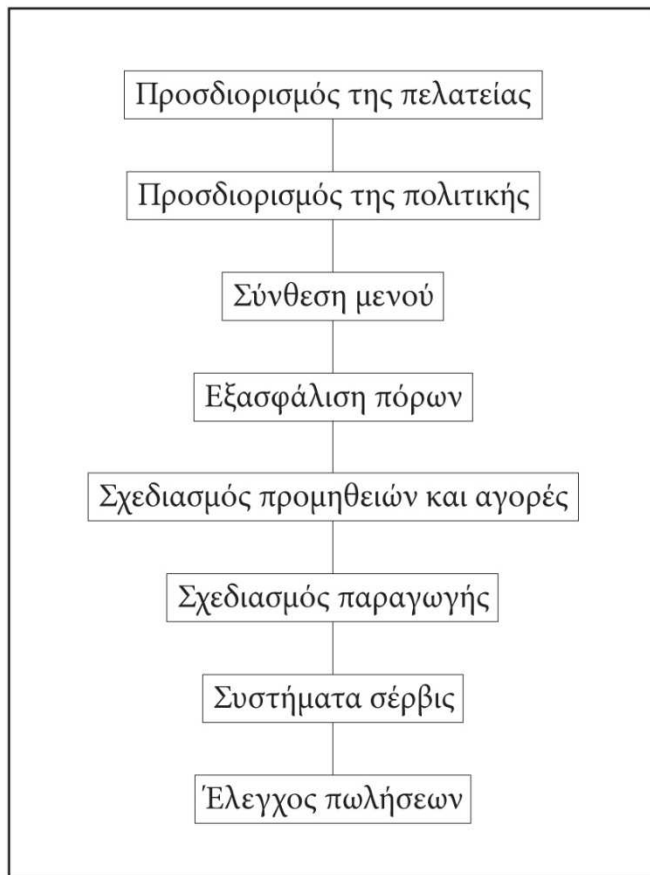 Προσδιορισμός της πελατείας
Προσδιορισμός της πολιτικής
Σύνθεση μενού
Εξασφάλιση πόρων
Σχεδιασμός προμηθειών και αγορές
Σχεδιασμός παραγωγής
Συστήματα σέρβις
Έλεγχος πωλήσεων